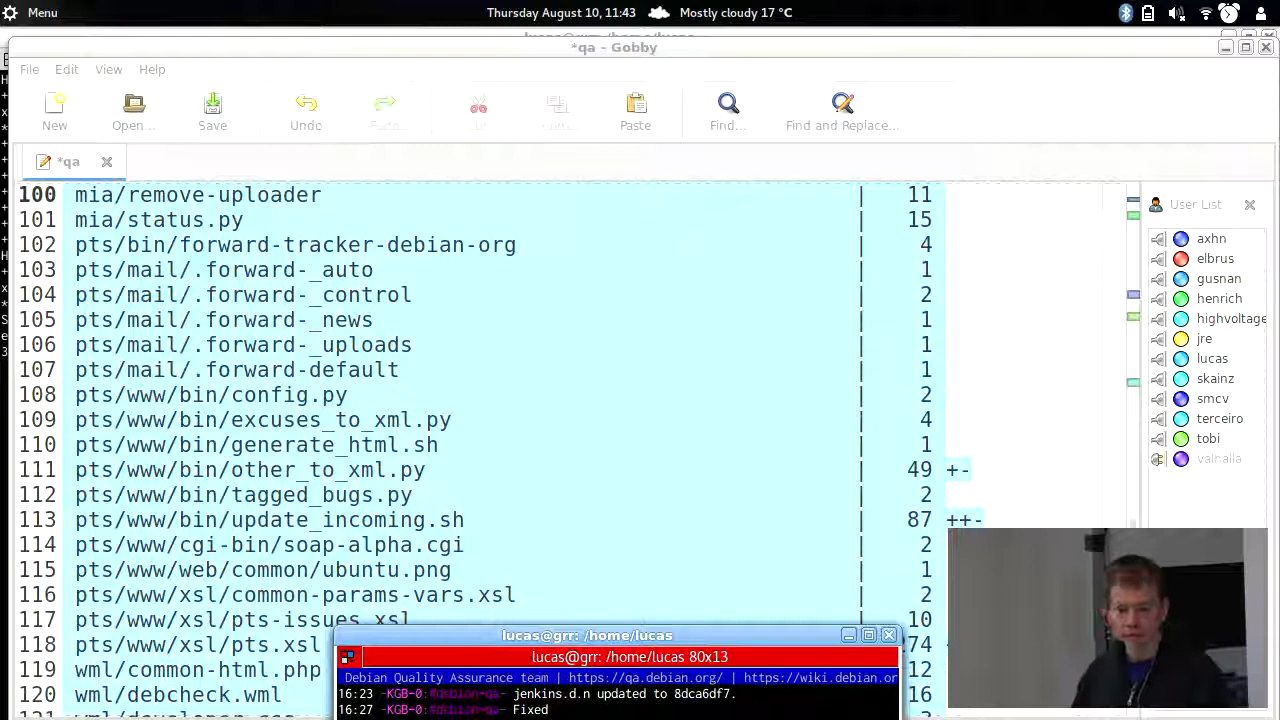 Menu
Thursday August 10, 11:43
Mostly cloudy 17 °C
*qa - Gobby
File Edit View Help
New Open... Save Undo Paste Find... Find and Replace...
*qa
100 mia/remove-uploader | 11
101 mia/status.py | 15
102 pts/bin/forward-tracker-debian-org | 4
103 pts/mail/.forward-_auto | 1
104 pts/mail/.forward-_control | 2
105 pts/mail/.forward-_news | 1
106 pts/mail/.forward-_uploads | 1
107 pts/mail/.forward-default | 1
108 pts/www/bin/config.py | 2
109 pts/www/bin/excuses_to_xml.py | 4
110 pts/www/bin/generate_html.sh | 1
111 pts/www/bin/other_to_xml.py | 49 +-
112 pts/www/bin/tagged_bugs.py | 2
113 pts/www/bin/update_incoming.sh | 87 ++-
114 pts/www/cgi-bin/soap-alpha.cgi | 2
115 pts/www/web/common/ubuntu.png | 1
116 pts/www/xsl/common-params-vars.xsl | 2
117 pts/www/xsl/pts-issues.xsl | 10
118 pts/www/xsl/pts.xsl 74
119 wml/common-html.php 12
120 wml/debcheck.wml 16
User List
axhn
elbrus
gusnan
henrich
highvoltage
jre
lucas
skainz
smcv
terceiro
tobi
valhalla
lucas@grr: /home/lucas
lucas@grr: /home/lucas 80x13
Debian Quality Assurance team | https://qa.debian.org/ | https://wiki.debian.or
16:23 -KGB-0:#debian-qa- jenkins.d.n updated to 8dca6df7.
16:27 -KGB-0:#debian-qa- Fixed